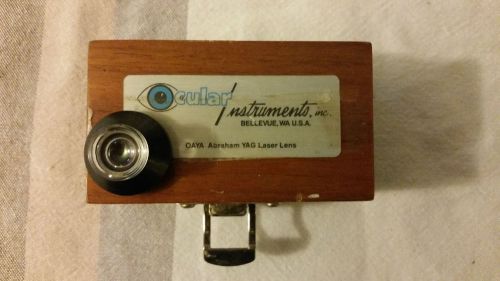 Ocular Instruments, inc.
BELLEVUE, WA U.S.A.
OAYA Abraham YAG Laser Lens